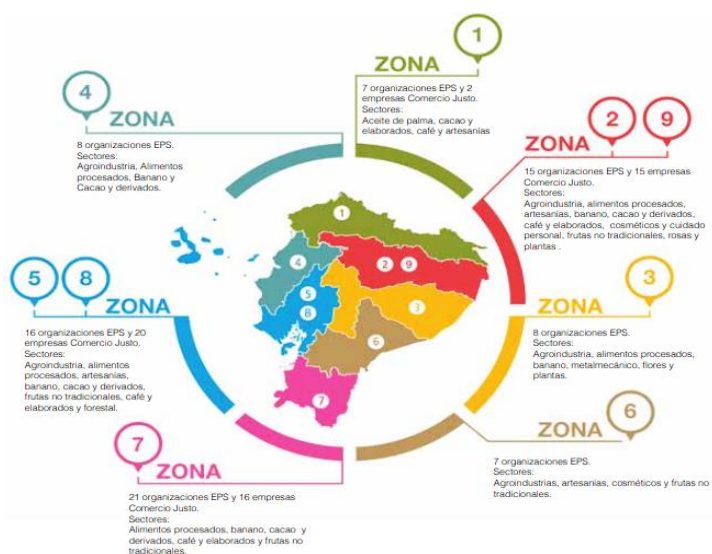 1
ZONA
7 organizaciones EPS y 2
empresas Comercio Justo.
Sectores:
Aceite de palma, cacao y
elaborados, café y artesanías
4
ZONA
8 organizaciones EPS.
Sectores:
Agroindustria, Alimentos
procesados, Banano y
Cacao y derivados.
2 9
ZONA
15 organizaciones EPS y 15 empresas
Comercio Justo.
Sectores:
Agroindustria, alimentos procesados,
artesanías, banano, cacao y derivados,
café y elaborados, cosméticos y cuidado
personal, frutas no tradicionales, rosas y
plantas .
1
2 9
4
5
8
3
6
7
5 8
ZONA
16 organizaciones EPS y 20
empresas Comercio Justo.
Sectores:
Agroindustria, alimentos
procesados, artesanías,
banano, cacao y derivados,
frutas no tradicionales, café y
elaborados y forestal.
3
ZONA
8 organizaciones EPS.
Sectores:
Agroindustria, alimentos procesados,
banano, metalmecánico, flores y
plantas.
6
ZONA
7 organizaciones EPS.
Sectores:
Agroindustrias, artesanías, cosméticos y frutas no
tradicionales.
7
ZONA
21 organizaciones EPS y 16 empresas
Comercio Justo.
Sectores:
Alimentos procesados, banano, cacao y
derivados, café y elaborados y frutas no
tradicionales.